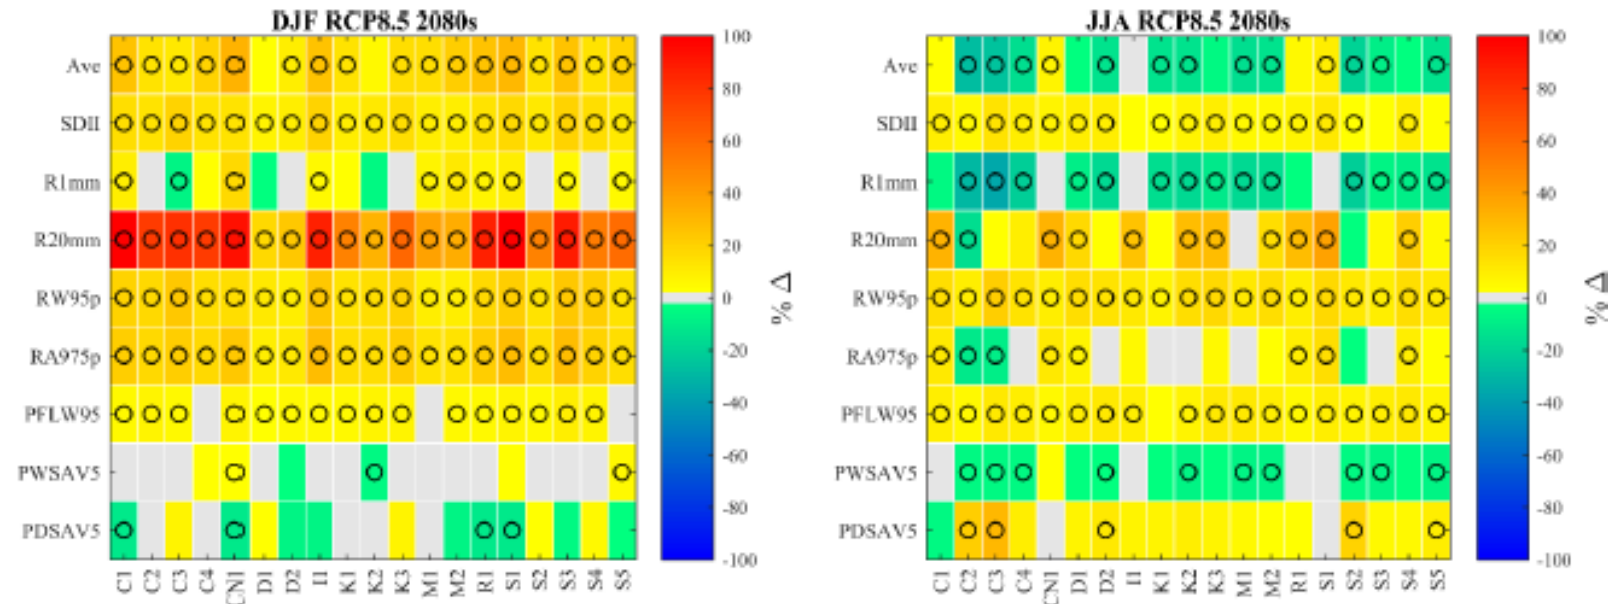 DJF RCP8.5 2080s
Ave
SDII
R1mm
R20mm
RW95p
RA975p
PFLW95
PWSAV5
PDSAV5
C1 C2 C3 C4 CN1 D1 D2 I1 K1 K2 K3 M1 M2 R1 S1 S2 S3 S4 S5
100
80
60
40
20
0
-20
-40
-60
-80
-100
% Δ
JJA RCP8.5 2080s
Ave
SDII
R1mm
R20mm
RW95p
RA975p
PFLW95
PWSAV5
PDSAV5
C1 C2 C3 C4 CN1 D1 D2 I1 K1 K2 K3 M1 M2 R1 S1 S2 S3 S4 S5
100
80
60
40
20
0
-20
-40
-60
-80
-100
% Δ